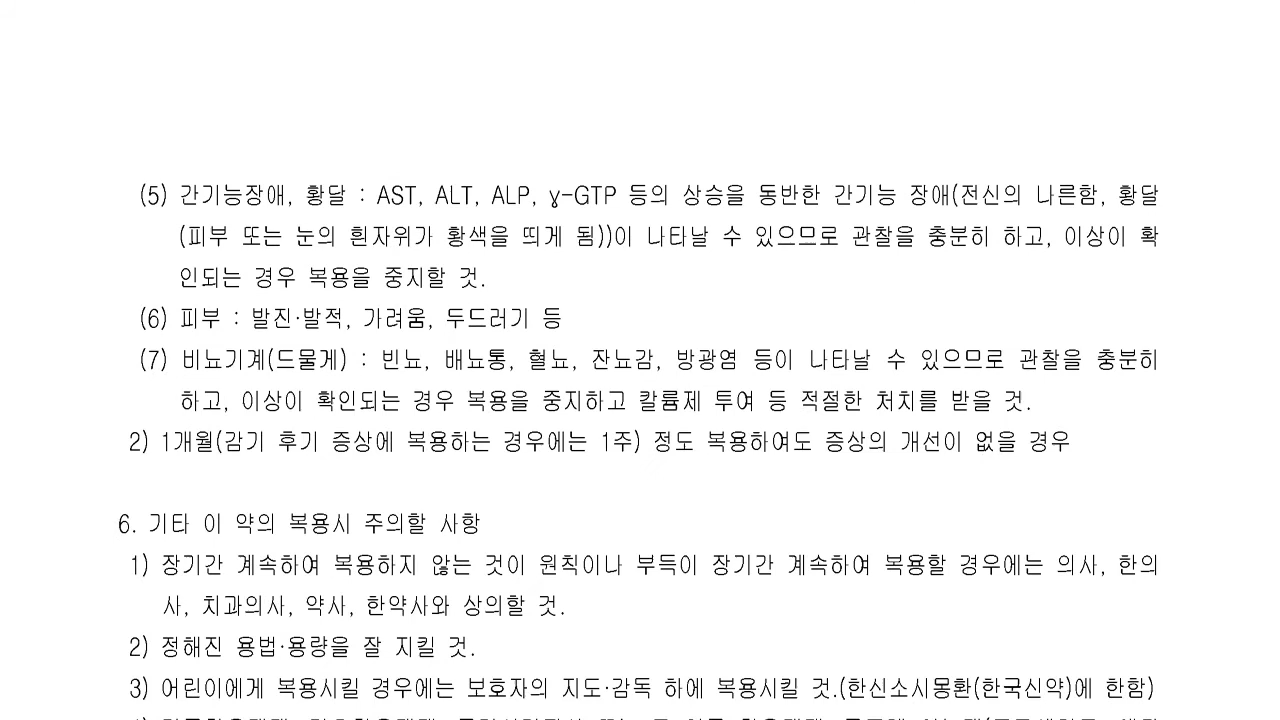 (5) 간기능장애, 황달 : AST, ALT, ALP, ɣ-GTP 등의 상승을 동반한 간기능 장애(전신의 나른함, 황달
(피부 또는 눈의 흰자위가 황색을 띄게 됨))이 나타날 수 있으므로 관찰을 충분히 하고, 이상이 확
인되는 경우 복용을 중지할 것.
(6) 피부 : 발진·발적, 가려움, 두드러기 등
(7) 비뇨기계(드물게) : 빈뇨, 배뇨통, 혈뇨, 잔뇨감, 방광염 등이 나타날 수 있으므로 관찰을 충분히
하고, 이상이 확인되는 경우 복용을 중지하고 칼륨제 투여 등 적절한 처치를 받을 것.
2) 1개월(감기 후기 증상에 복용하는 경우에는 1주) 정도 복용하여도 증상의 개선이 없을 경우
6. 기타 이 약의 복용시 주의할 사항
1) 장기간 계속하여 복용하지 않는 것이 원칙이나 부득이 장기간 계속하여 복용할 경우에는 의사, 한의
사, 치과의사, 약사, 한약사와 상의할 것.
2) 정해진 용법·용량을 잘 지킬 것.
3) 어린이에게 복용시킬 경우에는 보호자의 지도·감독 하에 복용시킬 것.(한신소시몽환(한국신약)에 한함)